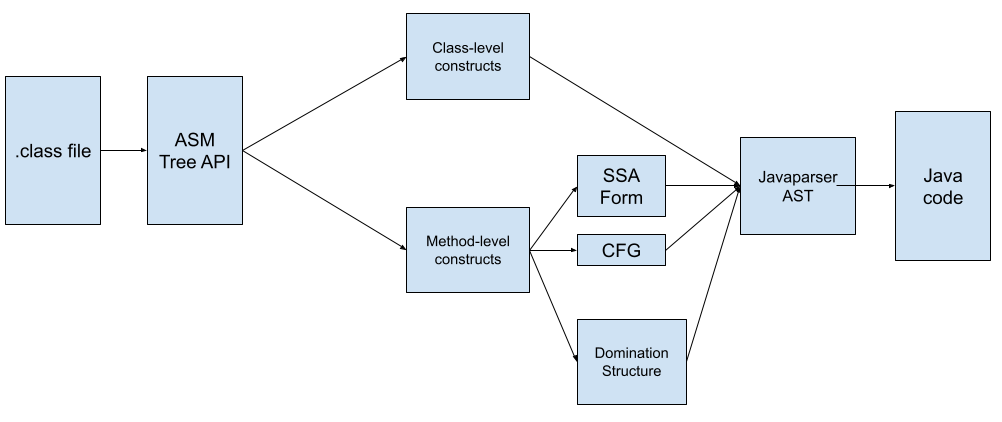 .class file
ASM
Tree API
Class-level
constructs
Method-level
constructs
SSA
Form
CFG
Domination
Structure
Javaparser
AST
Java
code